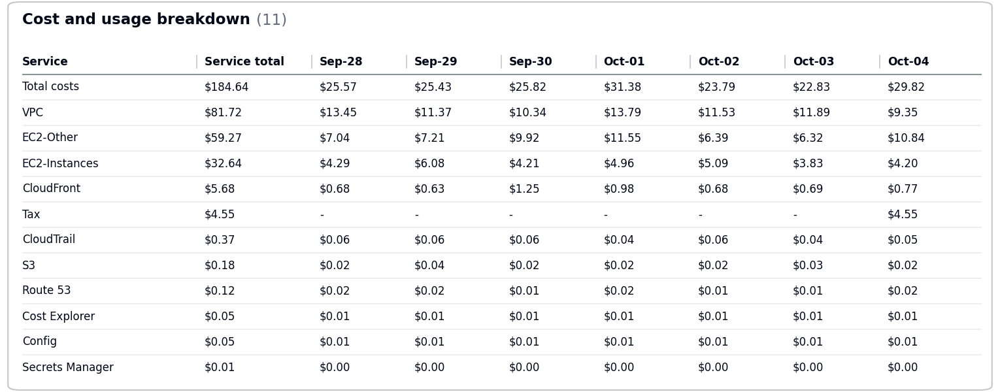 Cost and usage breakdown (11)
Service Service total Sep-28 Sep-29 Sep-30 Oct-01 Oct-02 Oct-03 Oct-04
Total costs $184.64 $25.57 $25.43 $25.82 $31.38 $23.79 $22.83 $29.82
VPC $81.72 $13.45 $11.37 $10.34 $13.79 $11.53 $11.89 $9.35
EC2-Other $59.27 $7.04 $7.21 $9.92 $11.55 $6.39 $6.32 $10.84
EC2-Instances $32.64 $4.29 $6.08 $4.21 $4.96 $5.09 $3.83 $4.20
CloudFront $5.68 $0.68 $0.63 $1.25 $0.98 $0.68 $0.69 $0.77
Tax $4.55 - - - - - - $4.55
CloudTrail $0.37 $0.06 $0.06 $0.06 $0.04 $0.06 $0.04 $0.05
S3 $0.18 $0.02 $0.04 $0.02 $0.02 $0.02 $0.03 $0.02
Route 53 $0.12 $0.02 $0.02 $0.01 $0.02 $0.01 $0.01 $0.02
Cost Explorer $0.05 $0.01 $0.01 $0.01 $0.01 $0.01 $0.01 $0.01
Config $0.05 $0.01 $0.01 $0.01 $0.01 $0.01 $0.01 $0.01
Secrets Manager $0.01 $0.00 $0.00 $0.00 $0.00 $0.00 $0.00 $0.00